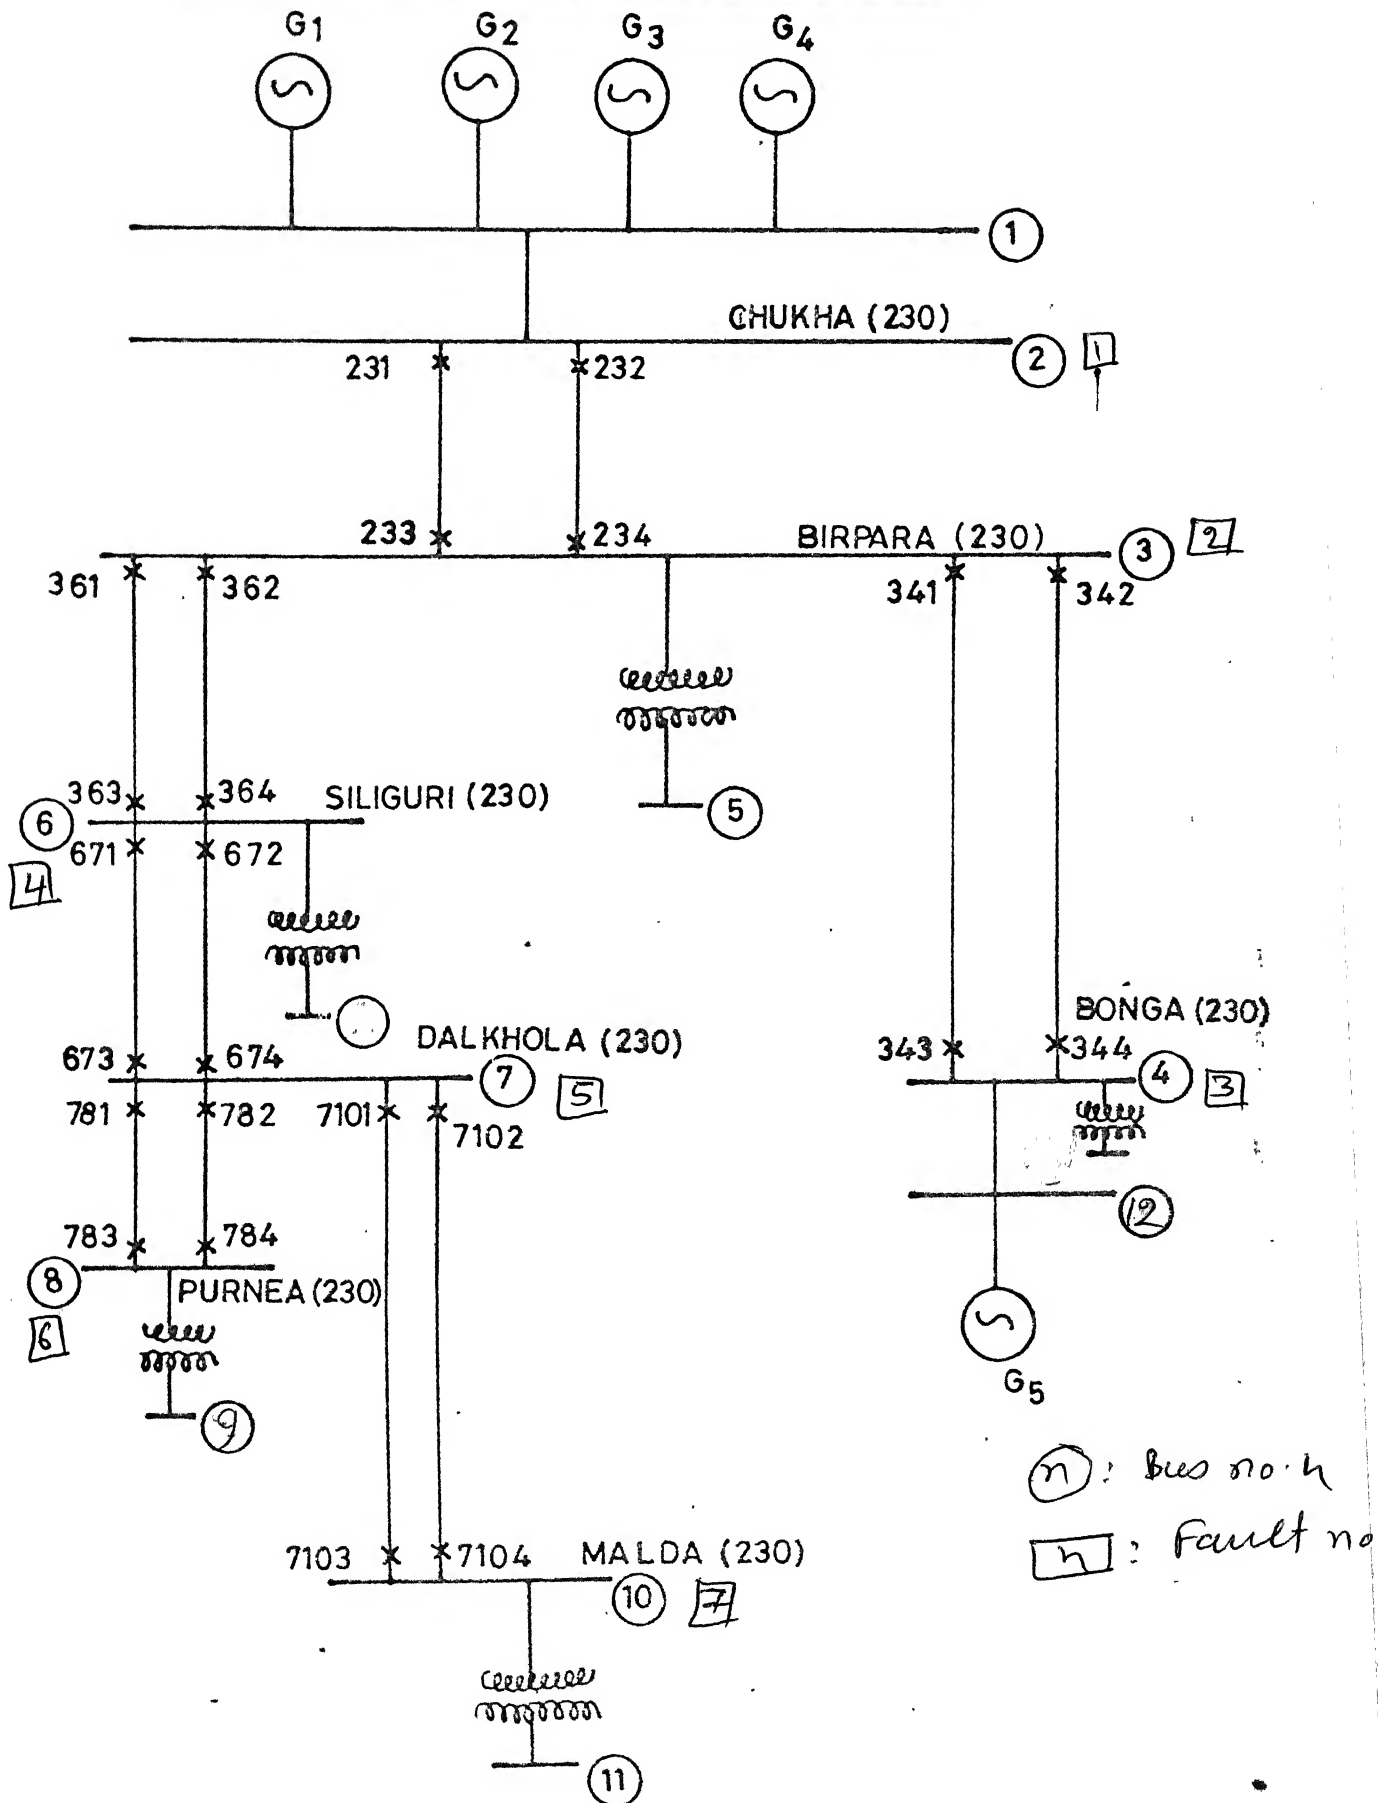 G1 G2 G3 G4
1
CHUKHA (230)
2 1
231 232
233 234 BIRPARA (230) 3 2
361 362 341 342
363 364 SILIGURI (230) 5
6
671 672
4
BONGA (230)
DALKHOLA (230)
673 674 343 344
7 5 4 3
781 782 7101 7102
12
783 784
8 PURNEA (230)
6
G5
9
n : Bus no. n
n : Fault no
7103 7104 MALDA (230)
10 7
11